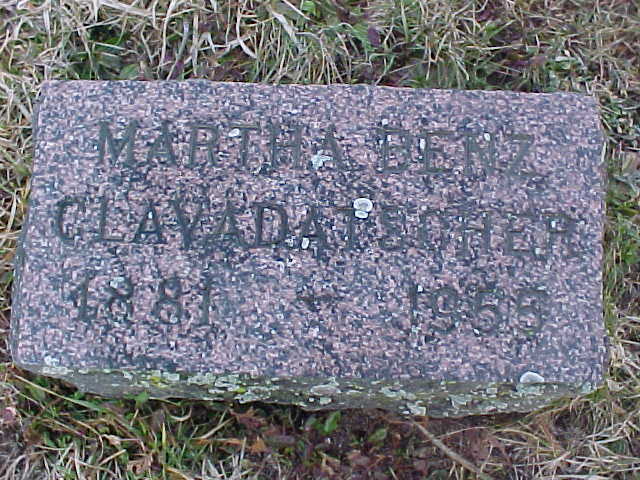 MARTHA BENZ
CLAVADATSCHER
1881 - 1956